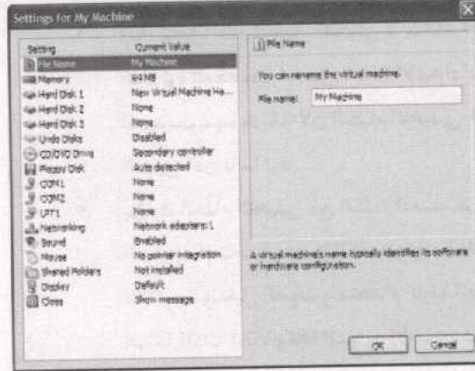 Settings for My Machine
Setting Current Value
File Name My Machine
Memory 64 MB
Hard Disk 1 New Virtual Machine Ha...
Hard Disk 2 None
Hard Disk 3 None
Undo Disks Disabled
CD/DVD Drive Secondary controller
Floppy Disk Auto detected
COM1 None
COM2 None
LPT1 None
Networking Network adapters: 1
Sound Enabled
Mouse No pointer integration
Shared Folders Not installed
Display Default
Close Show message
File Name
You can rename the virtual machine.
File name: My Machine
A virtual machine's name typically identifies its software
or hardware configuration.
OK Cancel